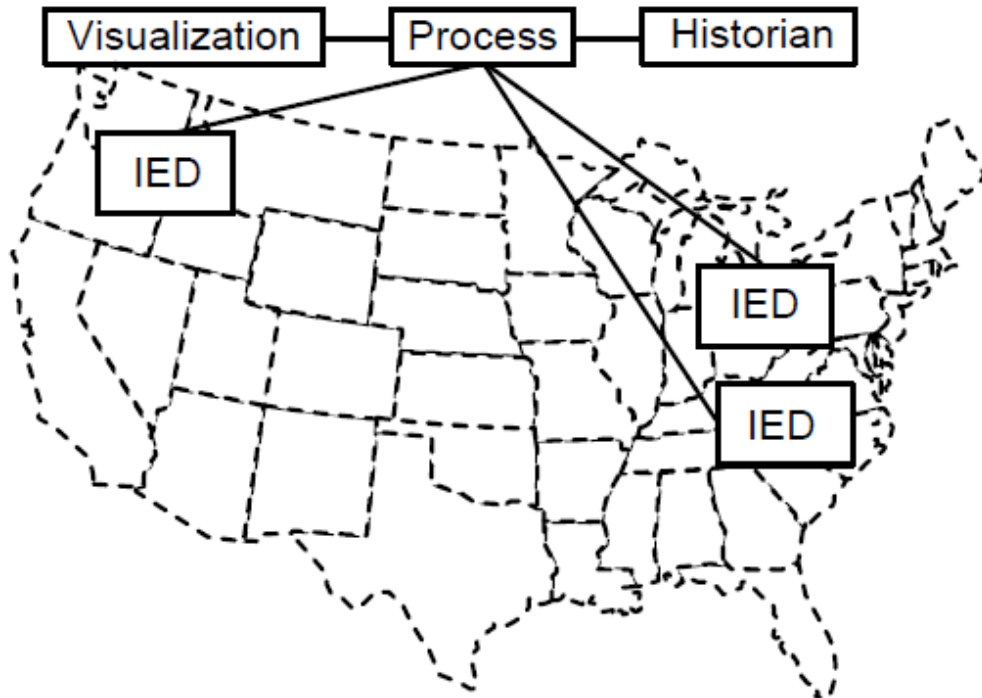 Visualization
Process
Historian
IED
IED
IED